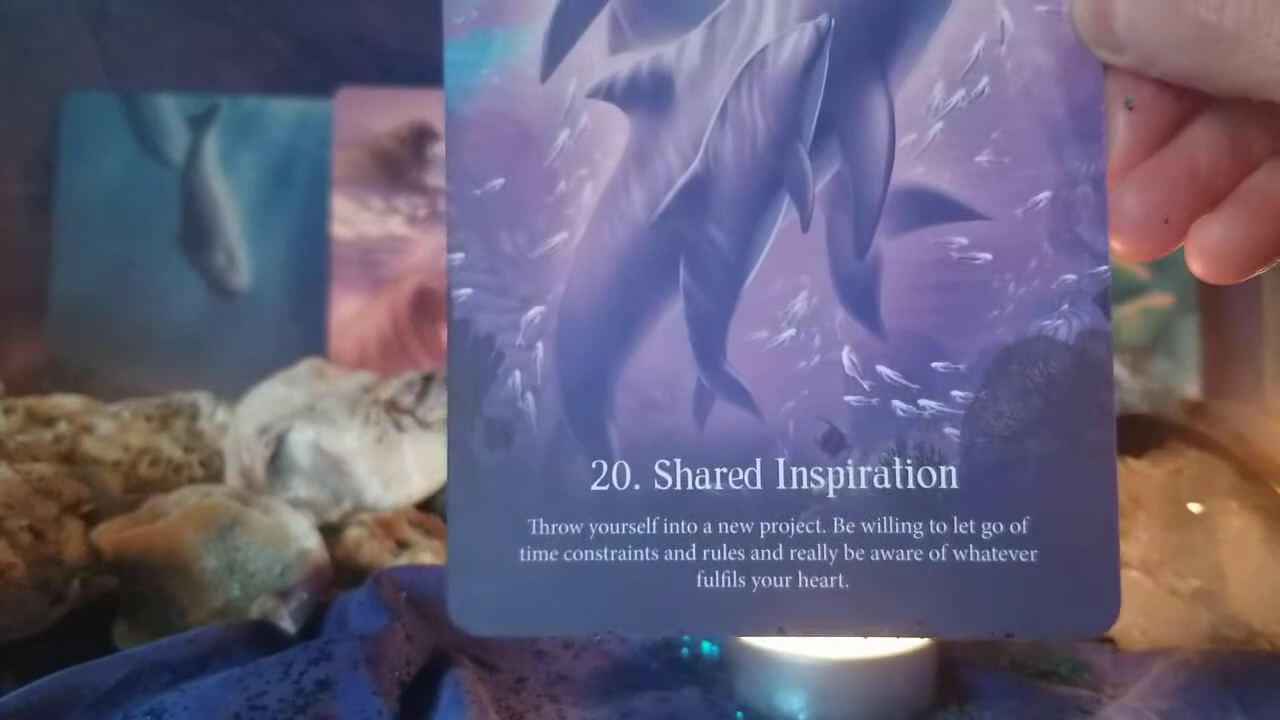 20. Shared Inspiration
Throw yourself into a new project. Be willing to let go of
time constraints and rules and really be aware of whatever
fulfils your heart.